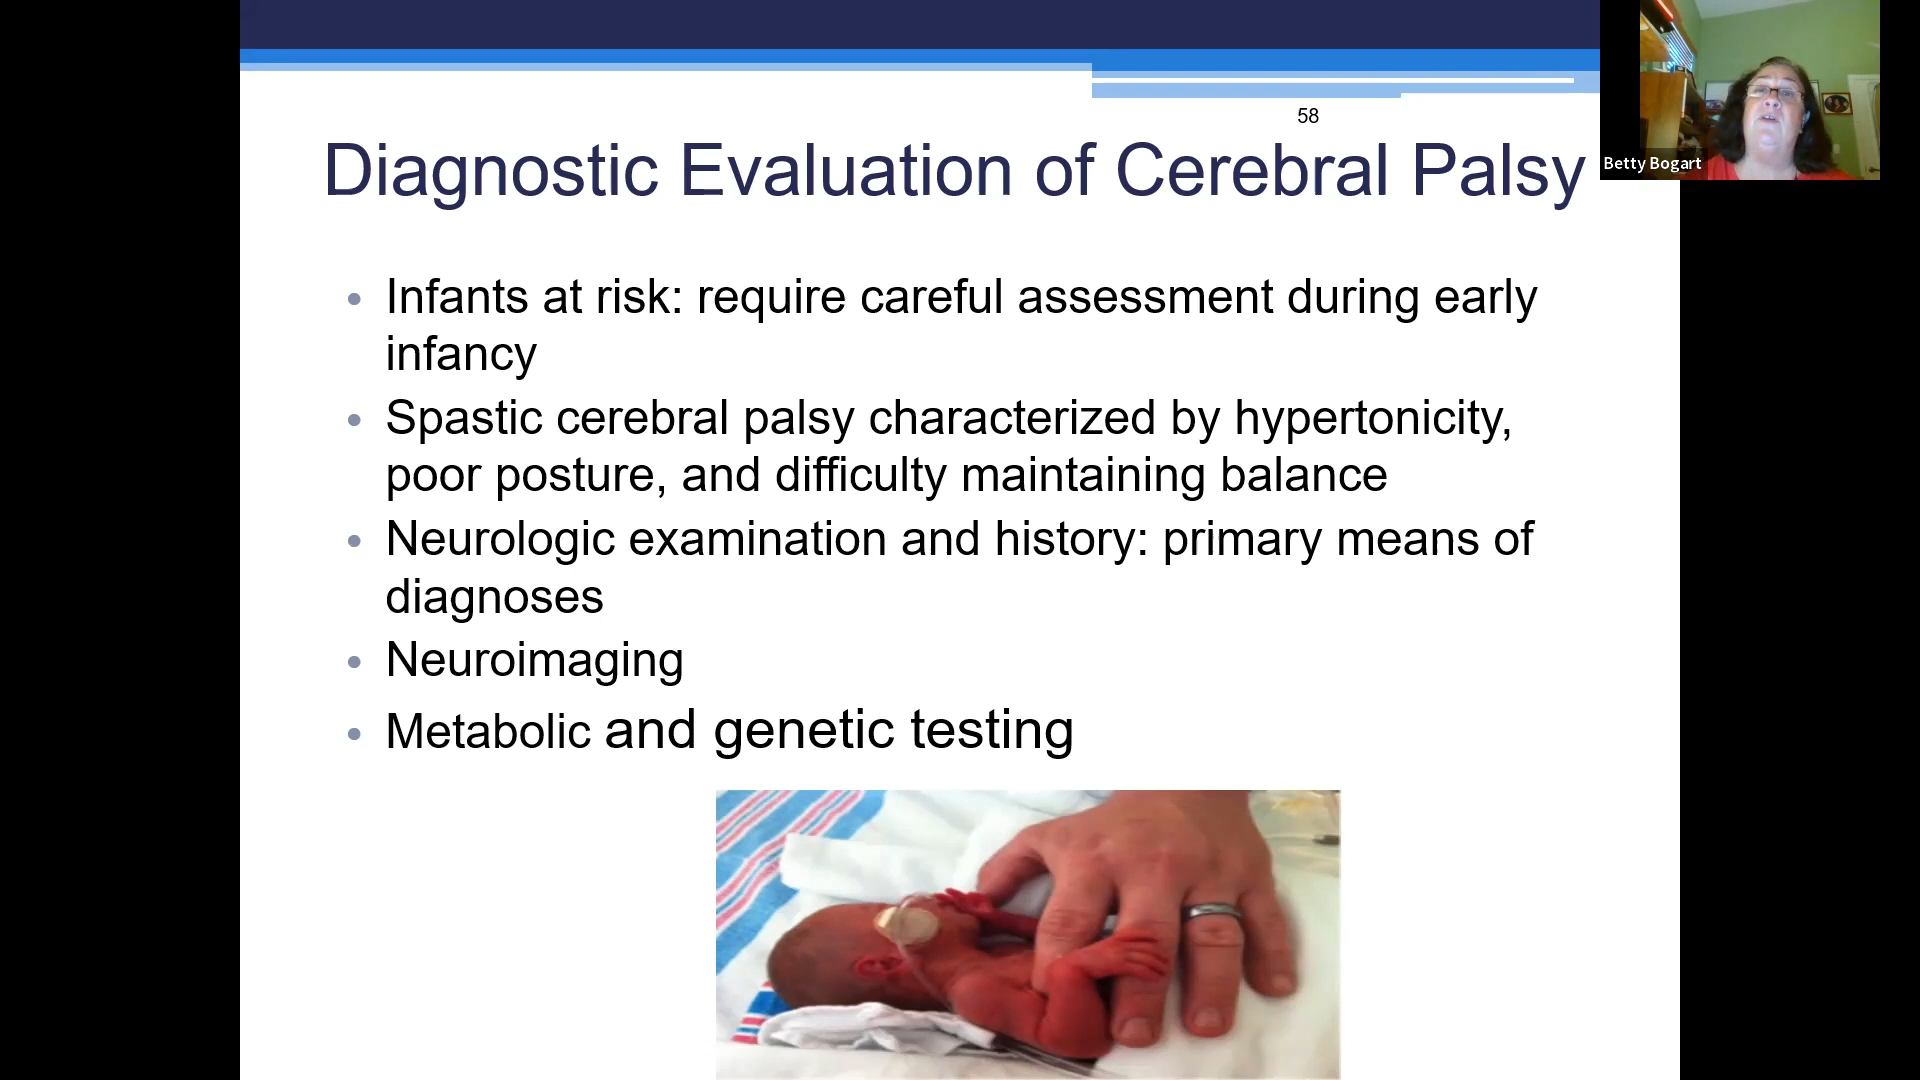 58
Betty Bogart
Diagnostic Evaluation of Cerebral Palsy
• Infants at risk: require careful assessment during early
infancy
• Spastic cerebral palsy characterized by hypertonicity,
poor posture, and difficulty maintaining balance
• Neurologic examination and history: primary means of
diagnoses
• Neuroimaging
• Metabolic and genetic testing